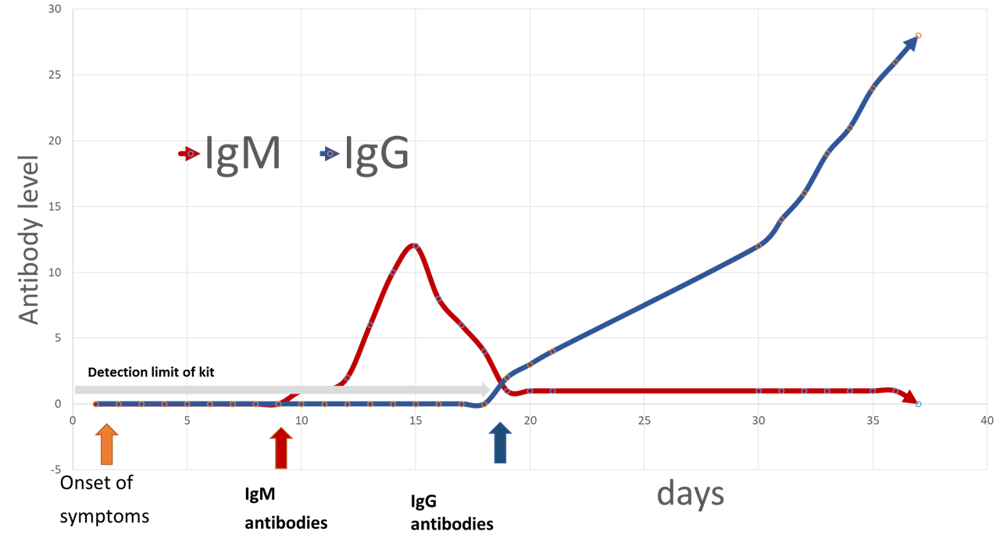 30
25
20
15
10
5
0
-5
Antibody level
IgM IgG
Detection limit of kit
0 5 10 15 20 25 30 35 40
Onset of
symptoms
IgM
antibodies
IgG
antibodies
days